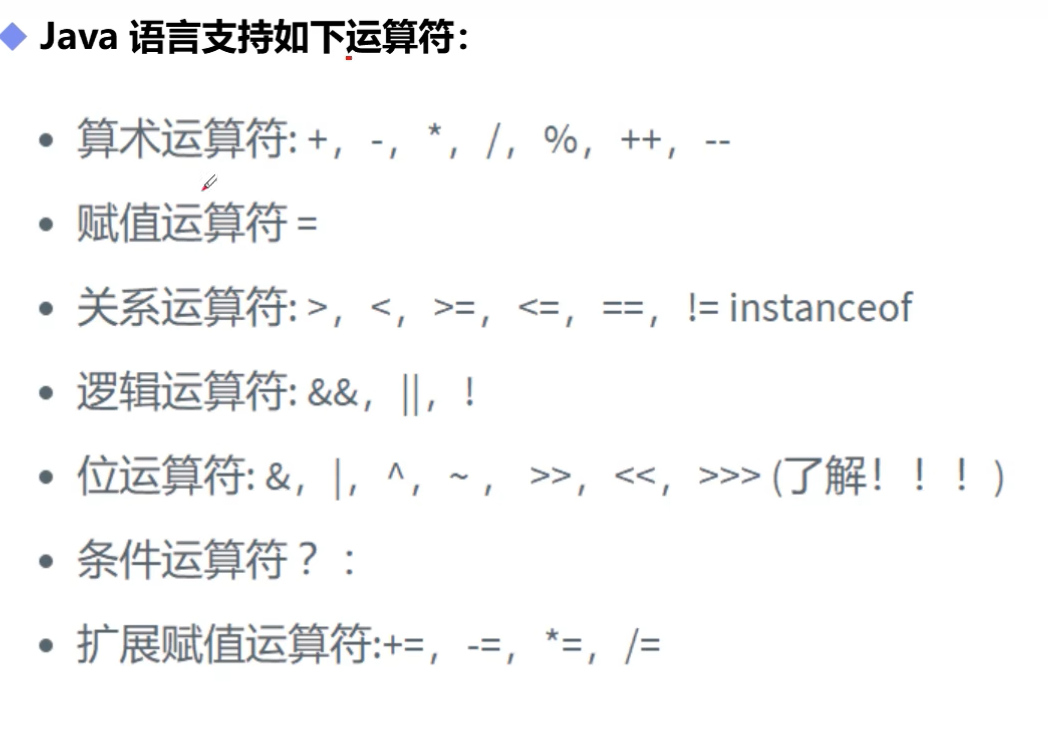 Java 语言支持如下运算符：
算术运算符: +， -， *， /， %， ++， --
赋值运算符 =
关系运算符: >， <， >=， <=， ==， != instanceof
逻辑运算符: &&， ||， !
位运算符: &， |， ^， ~ ， >>， <<， >>> (了解！！！)
条件运算符？ :
扩展赋值运算符:+=， -=， *=， /=